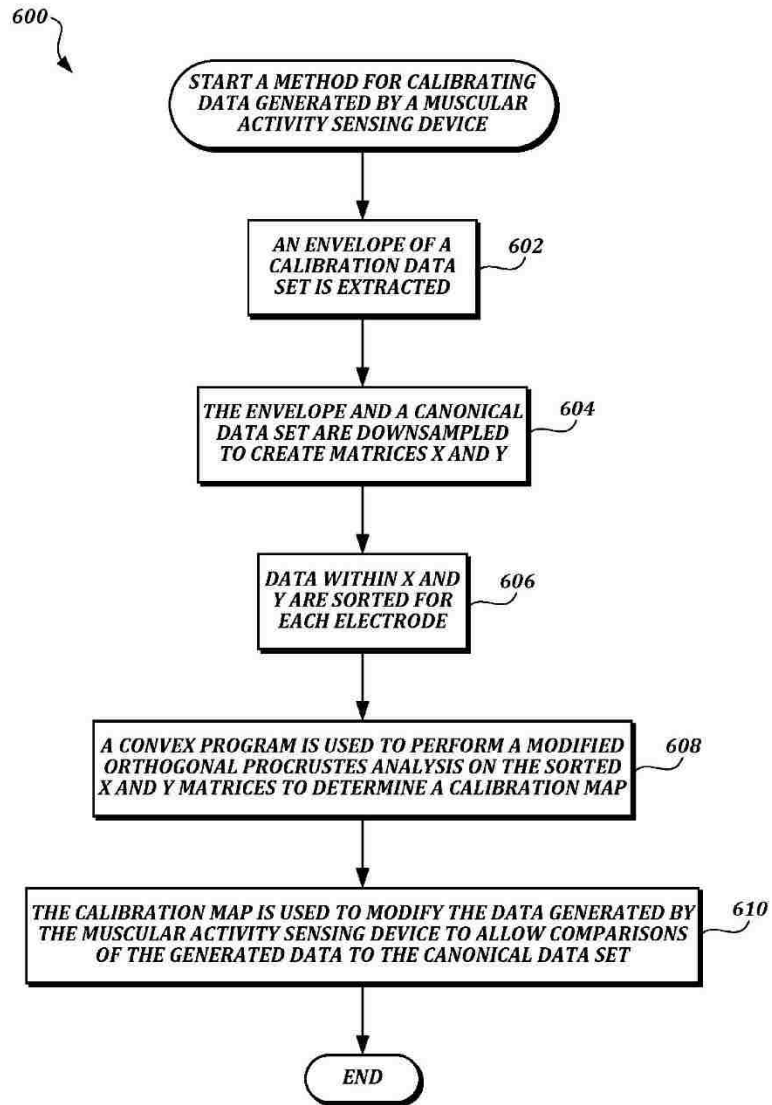 600
START A METHOD FOR CALIBRATING
DATA GENERATED BY A MUSCULAR
ACTIVITY SENSING DEVICE
AN ENVELOPE OF A
CALIBRATION DATA
SET IS EXTRACTED
602
THE ENVELOPE AND A CANONICAL
DATA SET ARE DOWNSAMPLED
TO CREATE MATRICES X AND Y
604
DATA WITHIN X AND
Y ARE SORTED FOR
EACH ELECTRODE
606
A CONVEX PROGRAM IS USED TO PERFORM A MODIFIED
ORTHOGONAL PROCRUSTES ANALYSIS ON THE SORTED
X AND Y MATRICES TO DETERMINE A CALIBRATION MAP
608
THE CALIBRATION MAP IS USED TO MODIFY THE DATA GENERATED BY
THE MUSCULAR ACTIVITY SENSING DEVICE TO ALLOW COMPARISONS
OF THE GENERATED DATA TO THE CANONICAL DATA SET
610
END